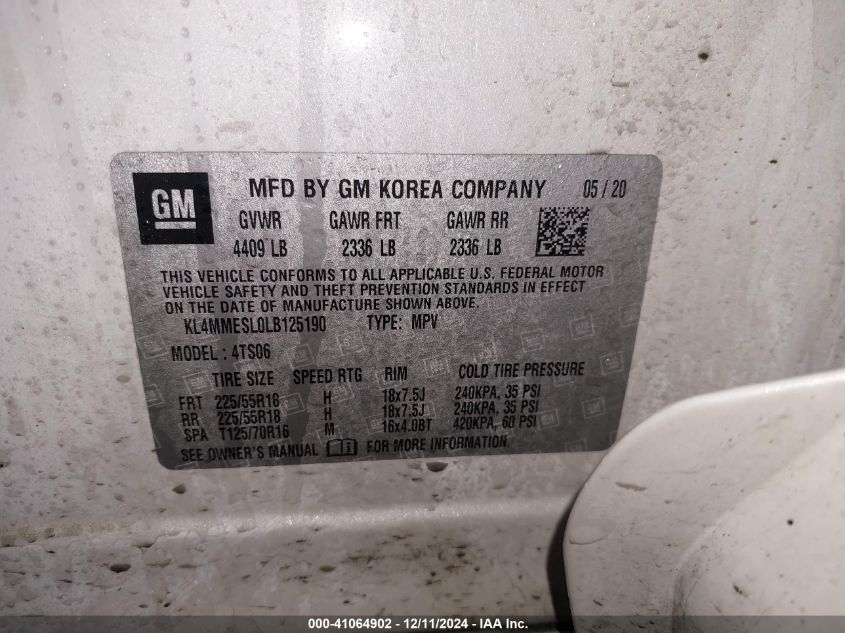 GM MFD BY GM KOREA COMPANY 05 / 20
GVWR GAWR FRT GAWR RR
4409 LB 2336 LB 2336 LB
THIS VEHICLE CONFORMS TO ALL APPLICABLE U.S. FEDERAL MOTOR
VEHICLE SAFETY AND THEFT PREVENTION STANDARDS IN EFFECT
ON THE DATE OF MANUFACTURE SHOWN ABOVE.
KL4MMESL0LB125190 TYPE: MPV
MODEL : 4TS06
TIRE SIZE SPEED RTG RIM COLD TIRE PRESSURE
FRT 225/55R18 H 18x7.5J 240KPA, 35 PSI
RR 225/55R18 H 18x7.5J 240KPA, 35 PSI
SPA T125/70R16 M 16x4.0BT 420KPA, 60 PSI
SEE OWNER'S MANUAL FOR MORE INFORMATION.
000-41064902 - 12/11/2024 - IAA Inc.